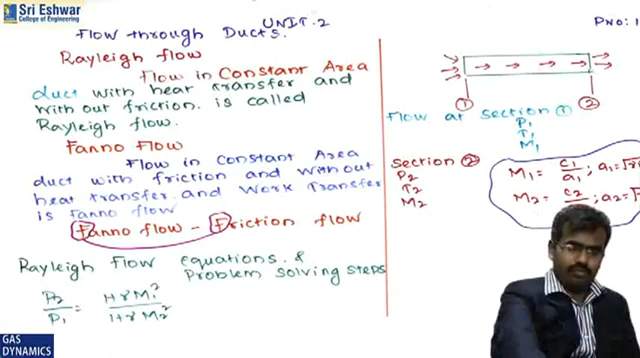 Sri Eshwar
College of Engineering
UNIT-2
PNO:1
Flow through Ducts.
Rayleigh flow
Flow in Constant Area
duct with heat transfer and
with out friction is called
Rayleigh flow.
Fanno Flow
Flow in Constant Area
duct with friction and without
heat transfer and Work Transfer
is Fanno flow
Fanno flow - Friction flow
Rayleigh Flow equations &
Problem solving steps
P2/P1 = 1+γM1²/1+γM2²
① ②
Flow at section ①
P1
T1
M1
section ②
P2
T2
M2
M1 = C1/a1 ; a1 = √
M2 = C2/ ; a2 = √
GAS
DYNAMICS